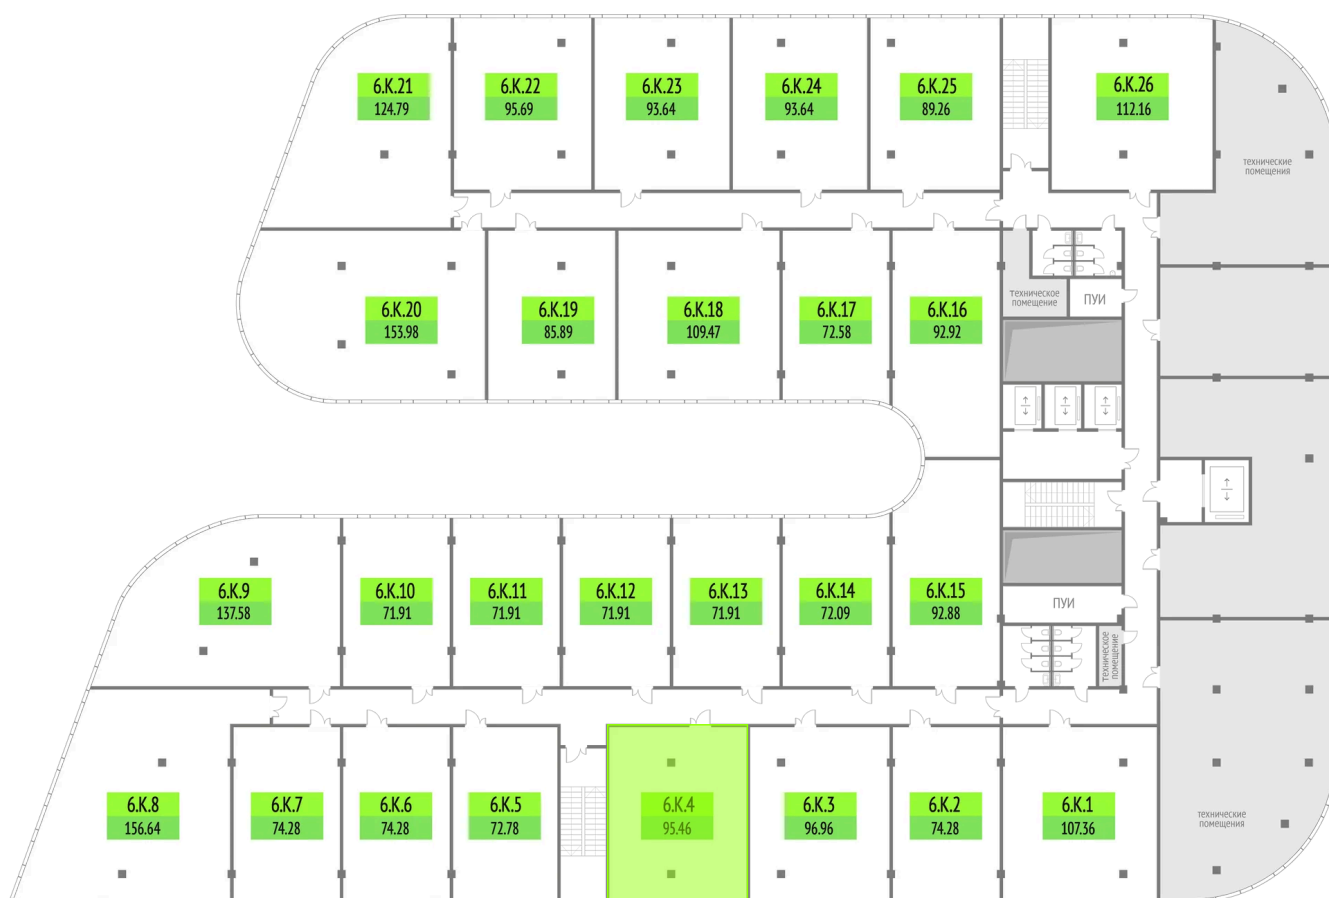 6.К.21
124.79
6.К.22
95.69
6.К.23
93.64
6.К.24
93.64
6.К.25
89.26
6.К.26
112.16
технические
помещения
6.К.20
153.98
6.К.19
85.89
6.К.18
109.47
6.К.17
72.58
6.К.16
92.92
техническое
помещение
ПУИ
6.К.9
137.58
6.К.10
71.91
6.К.11
71.91
6.К.12
71.91
6.К.13
71.91
6.К.14
72.09
6.К.15
92.88
ПУИ
техническое
помещение
6.К.8
156.64
6.К.7
74.28
6.К.6
74.28
6.К.5
72.78
6.К.4
95.46
6.К.3
96.96
6.К.2
74.28
6.К.1
107.36
технические
помещения